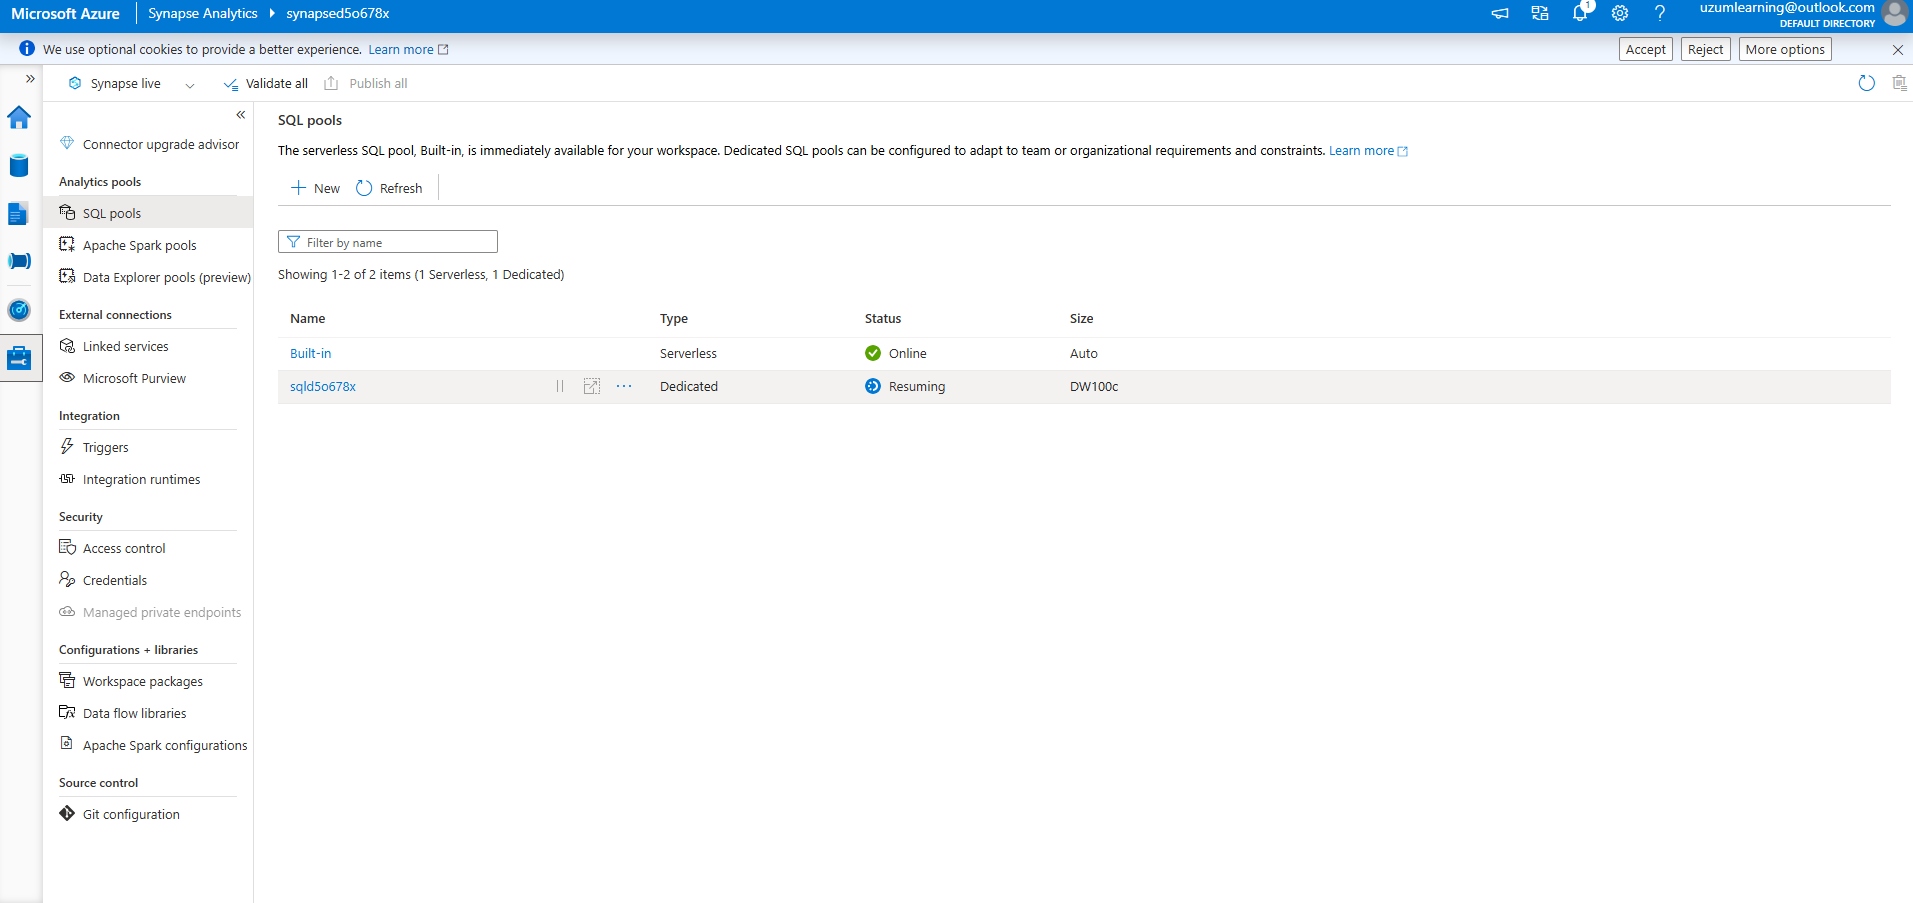 Microsoft Azure
Synapse Analytics
synapsed5o678x
1
uzumlearning@outlook.com
DEFAULT DIRECTORY
We use optional cookies to provide a better experience. Learn more
Accept
Reject
More options
Synapse live
Validate all
Publish all
Connector upgrade advisor
Analytics pools
SQL pools
Apache Spark pools
Data Explorer pools (preview)
External connections
Linked services
Microsoft Purview
Integration
Triggers
Integration runtimes
Security
Access control
Credentials
Managed private endpoints
Configurations + libraries
Workspace packages
Data flow libraries
Apache Spark configurations
Source control
Git configuration
SQL pools
The serverless SQL pool, Built-in, is immediately available for your workspace. Dedicated SQL pools can be configured to adapt to team or organizational requirements and constraints. Learn more
New
Refresh
Filter by name
Showing 1-2 of 2 items (1 Serverless, 1 Dedicated)
Name Type Status Size
Built-in Serverless Online Auto
sqld5o678x Dedicated Resuming DW100c